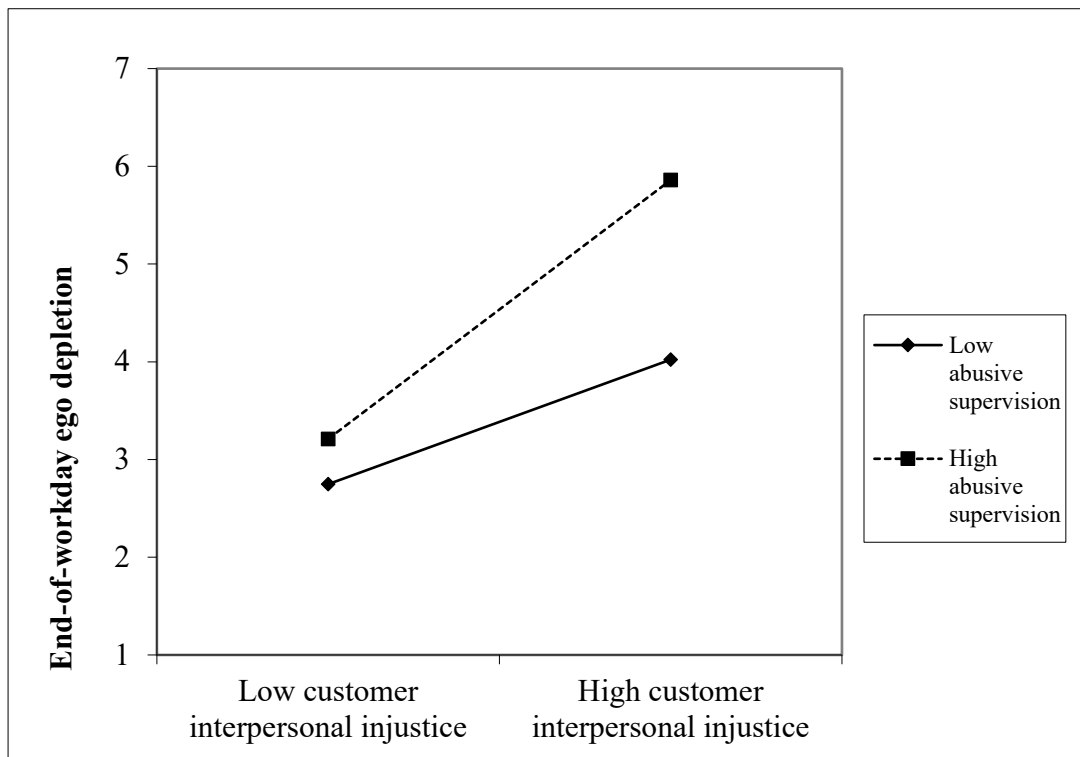 End-of-workday ego depletion
7
6
5
4
3
2
1
Low customer
interpersonal injustice
High customer
interpersonal injustice
Low
abusive
supervision
High
abusive
supervision